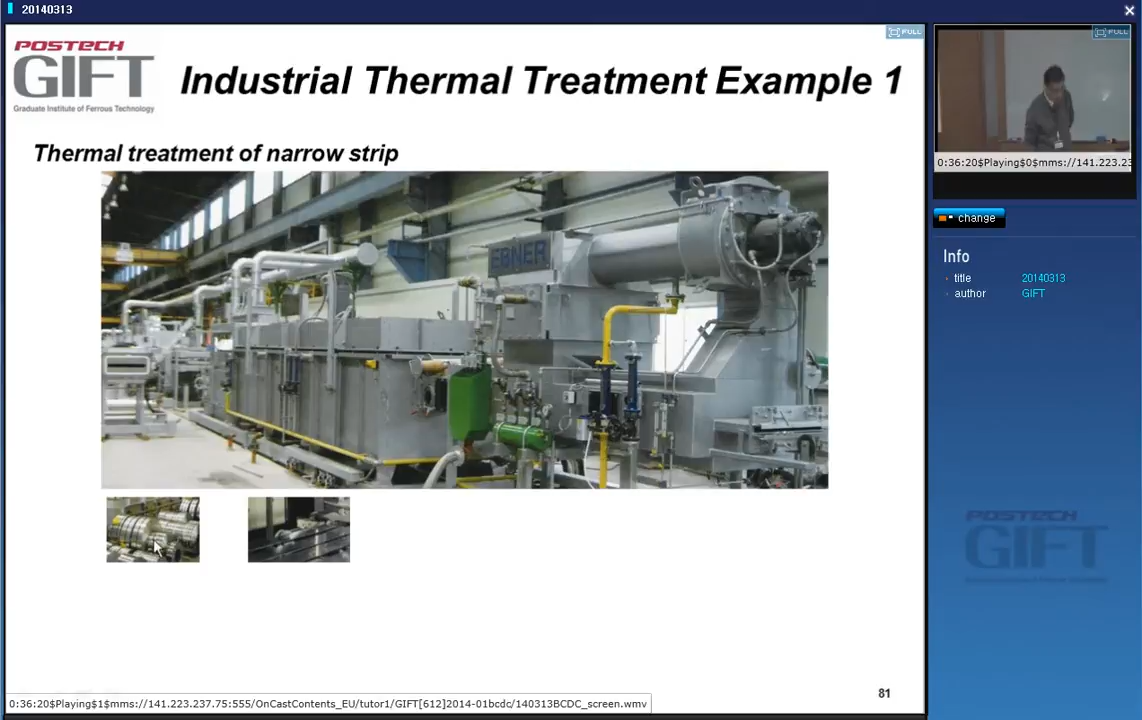 20140313
FULL
POSTECH
GIFT
Graduate Institute of Ferrous Technology
Industrial Thermal Treatment Example 1
Thermal treatment of narrow strip
EBNER
81
0:36:20$Playing$1$mms://141.223.237.75:555/OnCastContents_EU/tutor1/GIFT[612]2014-01bcdc/140313BCDC_screen.wmv
FULL
0:36:20$Playing$0$mms://141.223.23
change
Info
title 20140313
author GIFT
POSTECH
GIFT